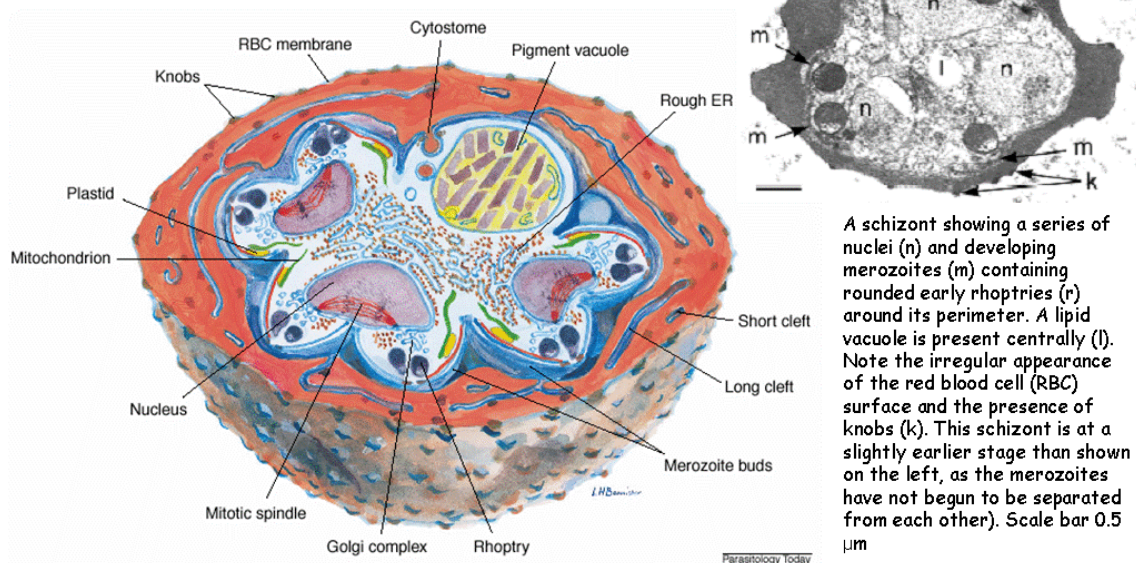 Cytostome
RBC membrane
Pigment vacuole
Knobs
Rough ER
Plastid
Mitochondrion
Short cleft
Long cleft
Nucleus
Merozoite buds
Mitotic spindle
Golgi complex
Rhoptry
L.H Bannister
Parasitology Today
n
m
l
n
n
m
m
k
A schizont showing a series of
nuclei (n) and developing
merozoites (m) containing
rounded early rhoptries (r)
around its perimeter. A lipid
vacuole is present centrally (l).
Note the irregular appearance
of the red blood cell (RBC)
surface and the presence of
knobs (k). This schizont is at a
slightly earlier stage than shown
on the left, as the merozoites
have not begun to be separated
from each other). Scale bar 0.5
μm